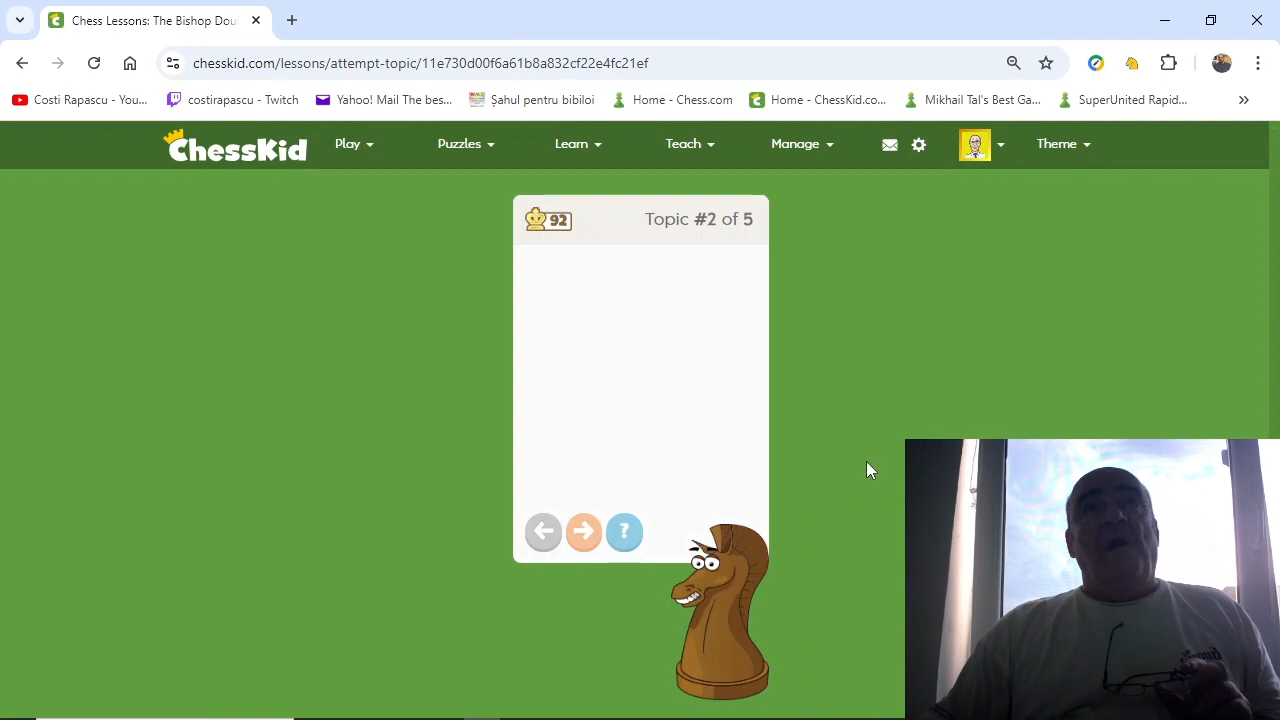 Chess Lessons: The Bishop Dou
chesskid.com/lessons/attempt-topic/11e730f00f6a61b8a832cf22e4fc21ef
Costi Rapascu - You... costirapascu - Twitch Yahoo! Mail The bes... Șahul pentru bibiloi Home - Chess.com Home - ChessKid.co... Mikhail Tal's Best Ga... SuperUnited Rapid...
ChessKid Play Puzzles Learn Teach Manage Theme
92 Topic #2 of 5
?